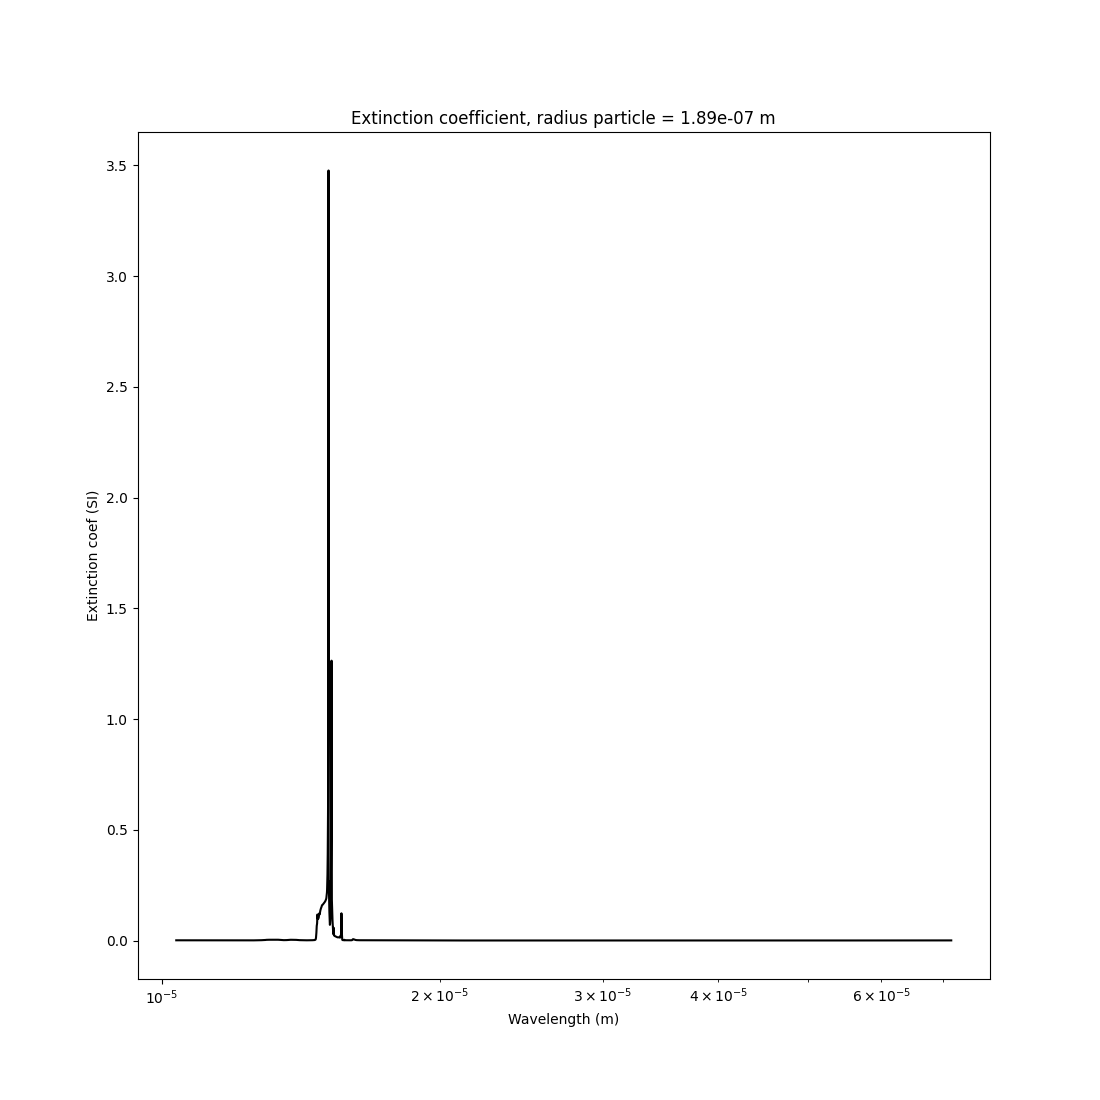 Extinction coefficient, radius particle = 1.89e-07 m
3.5
3.0
2.5
2.0
1.5
1.0
0.5
0.0
Extinction coef (SI)
10⁻⁵
2 × 10⁻⁵
3 × 10⁻⁵
4 × 10⁻⁵
6 × 10⁻⁵
Wavelength (m)